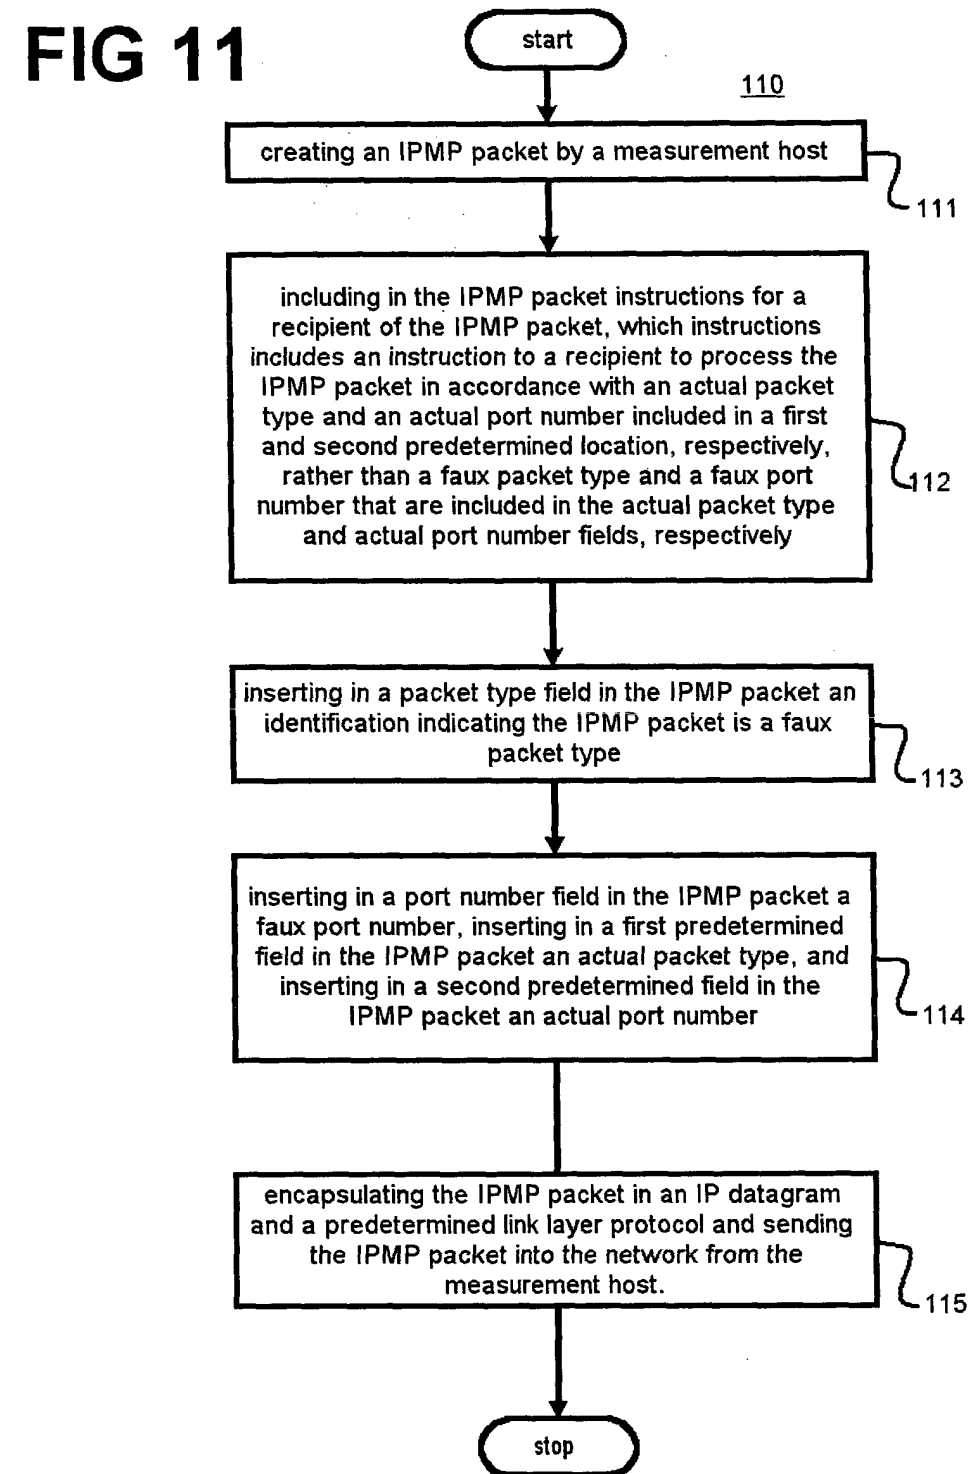 FIG 11
start
110
creating an IPMP packet by a measurement host
111
including in the IPMP packet instructions for a
recipient of the IPMP packet, which instructions
includes an instruction to a recipient to process the
IPMP packet in accordance with an actual packet
type and an actual port number included in a first
and second predetermined location, respectively,
rather than a faux packet type and a faux port
number that are included in the actual packet type
and actual port number fields, respectively
112
inserting in a packet type field in the IPMP packet an
identification indicating the IPMP packet is a faux
packet type
113
inserting in a port number field in the IPMP packet a
faux port number, inserting in a first predetermined
field in the IPMP packet an actual packet type, and
inserting in a second predetermined field in the
IPMP packet an actual port number
114
encapsulating the IPMP packet in an IP datagram
and a predetermined link layer protocol and sending
the IPMP packet into the network from the
measurement host.
115
stop